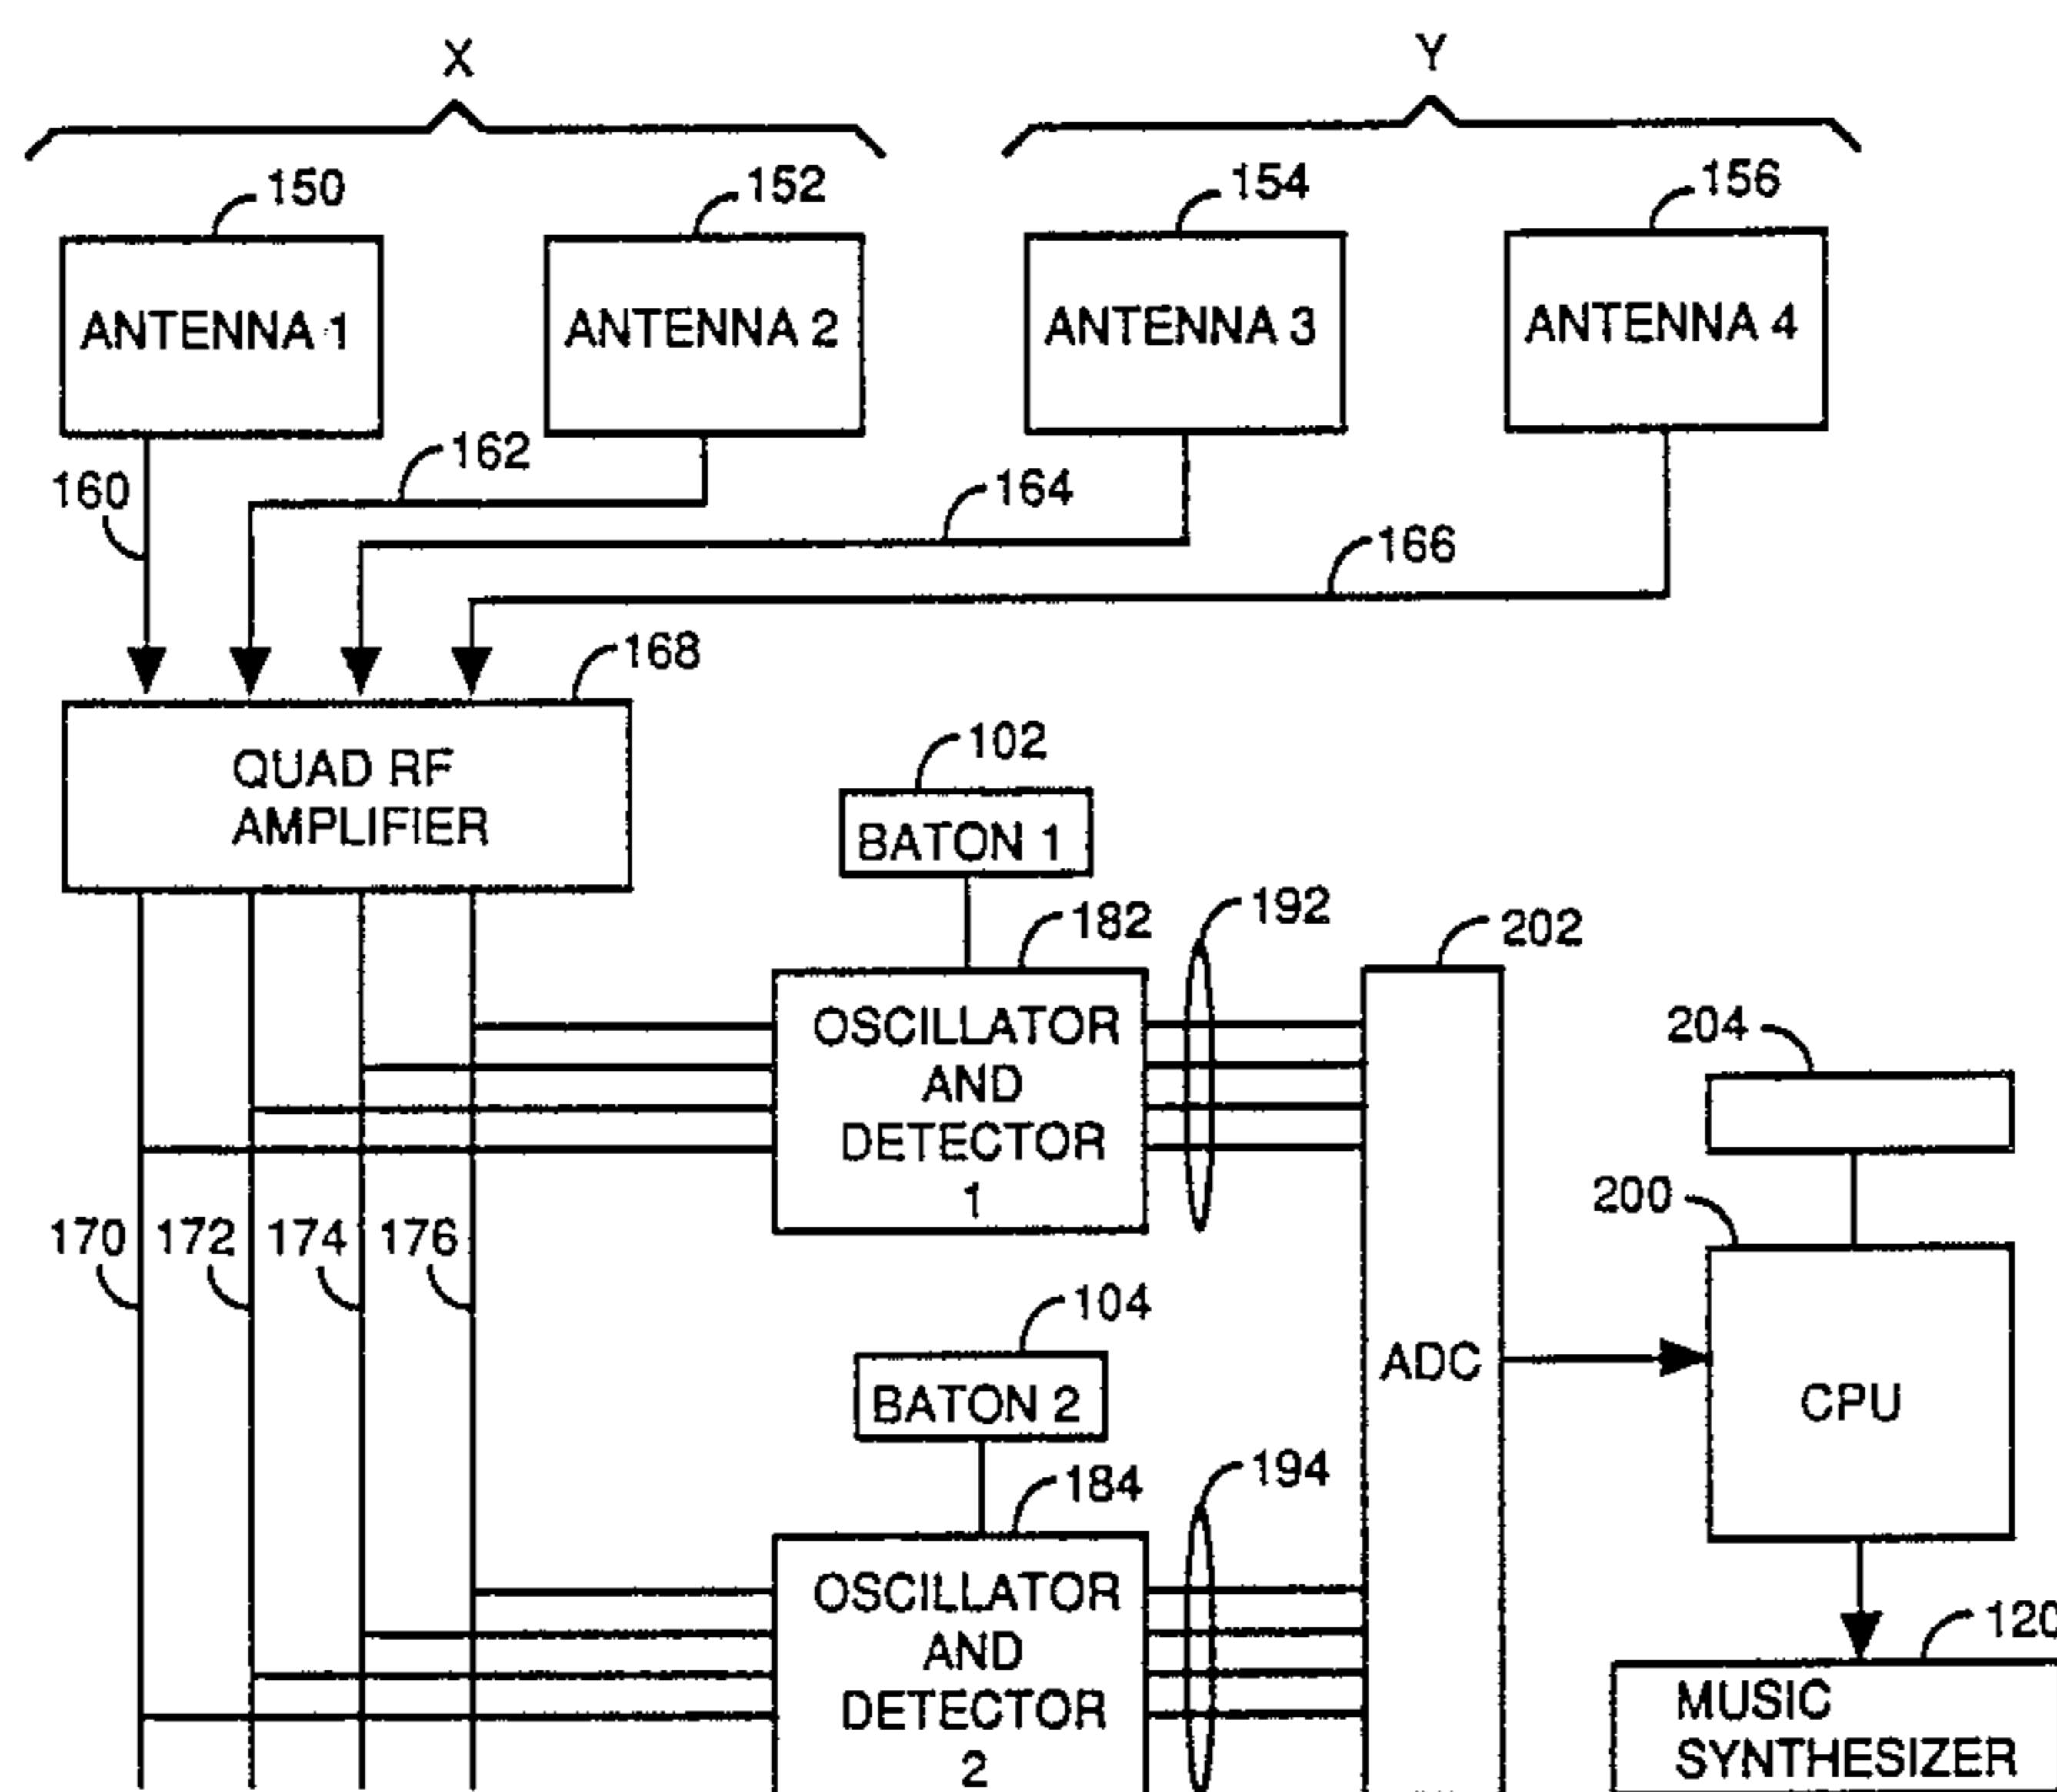 X
Y
150
152
154
156
ANTENNA 1
ANTENNA 2
ANTENNA 3
ANTENNA 4
160
162
164
166
168
QUAD RF
AMPLIFIER
102
BATON 1
182
192
202
OSCILLATOR
AND
DETECTOR
1
204
200
170
172
174
176
104
BATON 2
ADC
CPU
184
194
OSCILLATOR
AND
DETECTOR
2
120
MUSIC
SYNTHESIZER